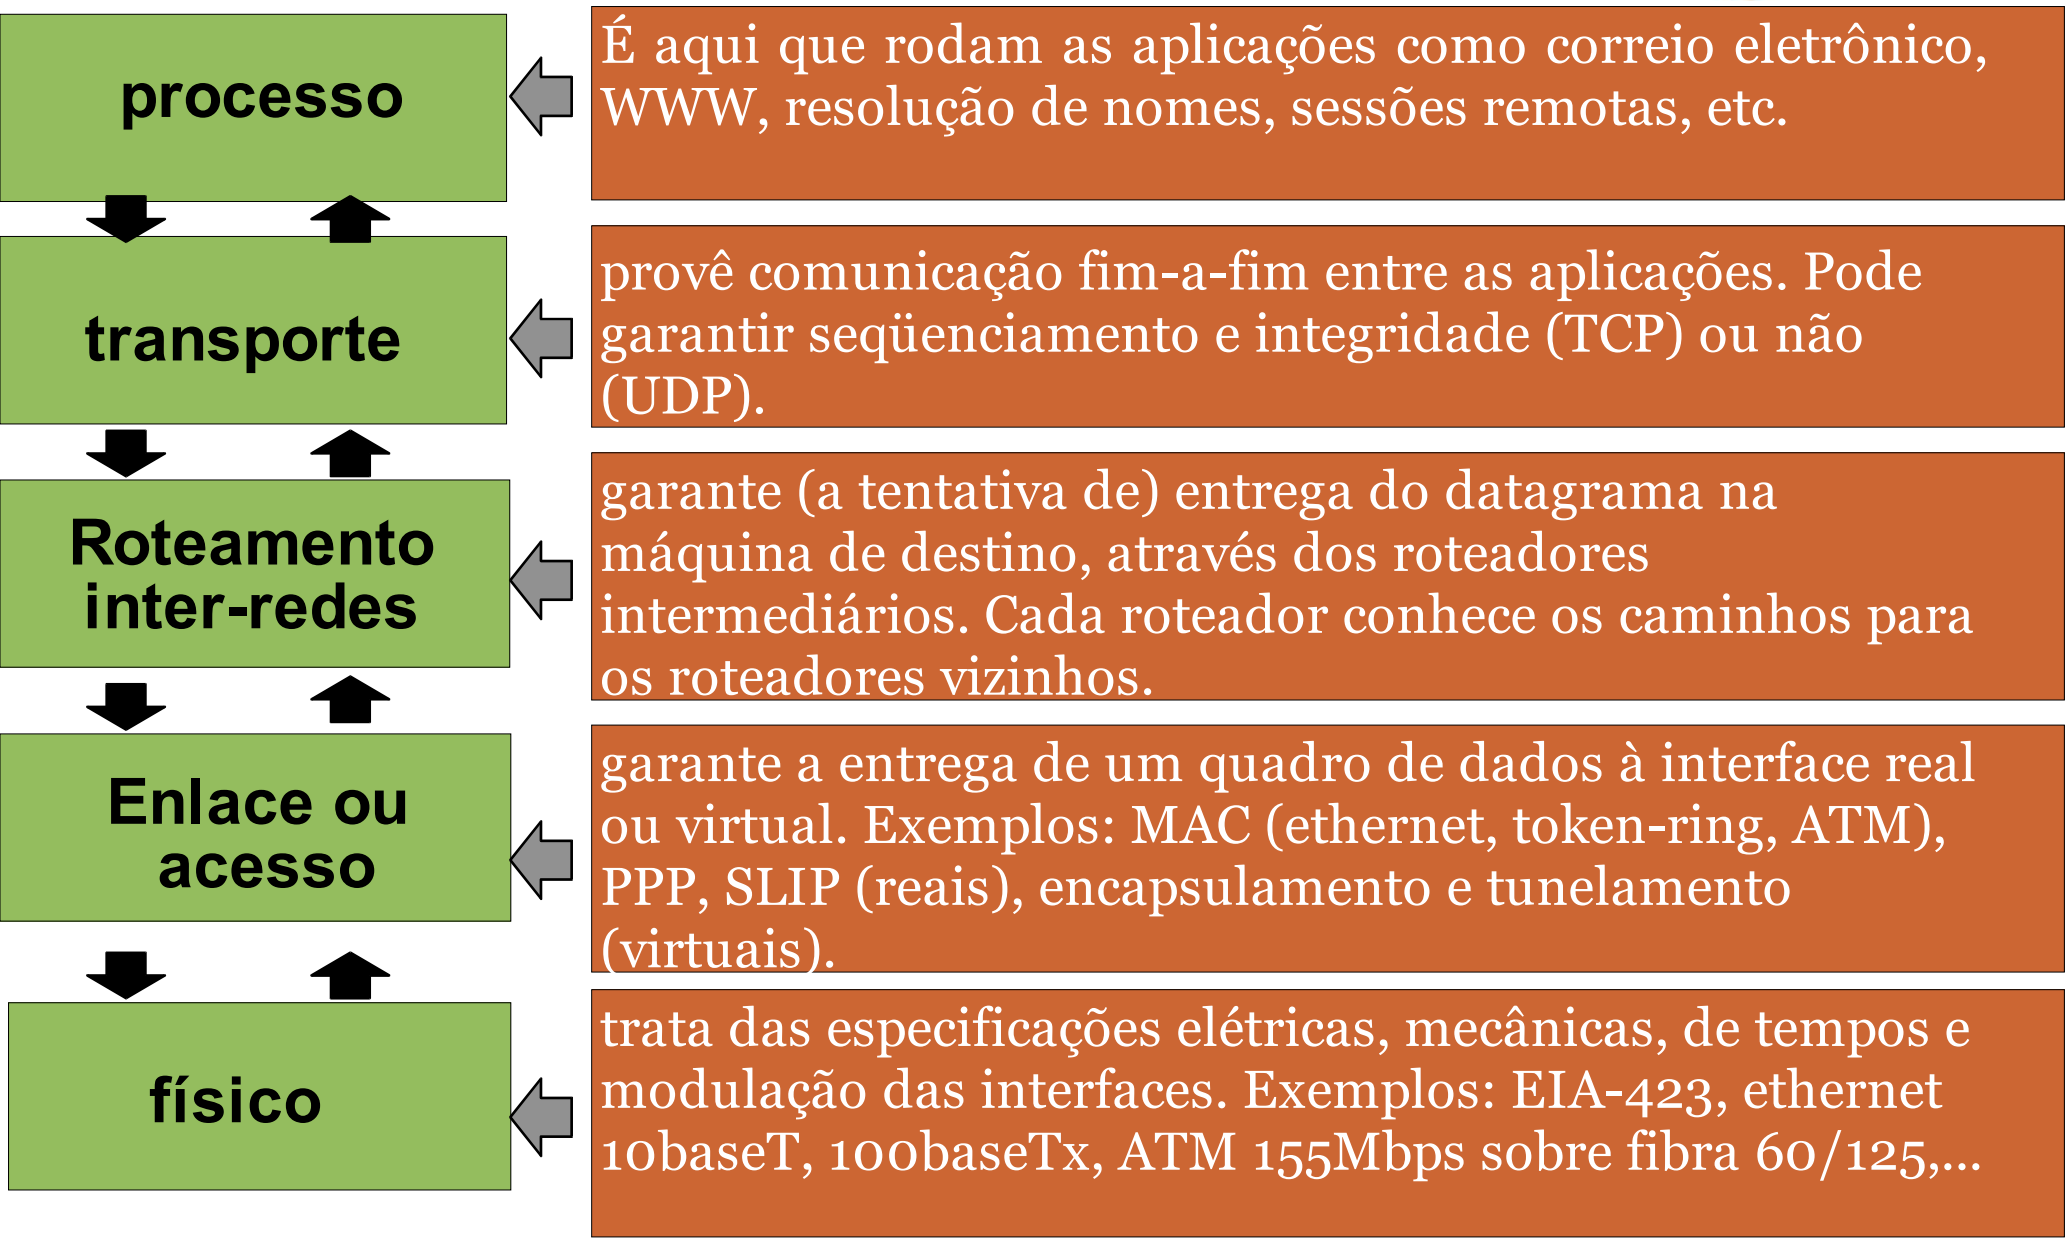 processo
É aqui que rodam as aplicações como correio eletrônico,
WWW, resolução de nomes, sessões remotas, etc.
transporte
provê comunicação fim-a-fim entre as aplicações. Pode
garantir seqüenciamento e integridade (TCP) ou não
(UDP).
Roteamento
inter-redes
garante (a tentativa de) entrega do datagrama na
máquina de destino, através dos roteadores
intermediários. Cada roteador conhece os caminhos para
os roteadores vizinhos.
Enlace ou
acesso
garante a entrega de um quadro de dados à interface real
ou virtual. Exemplos: MAC (ethernet, token-ring, ATM),
PPP, SLIP (reais), encapsulamento e tunelamento
(virtuais).
físico
trata das especificações elétricas, mecânicas, de tempos e
modulação das interfaces. Exemplos: EIA-423, ethernet
10baseT, 100baseTx, ATM 155Mbps sobre fibra 60/125,...